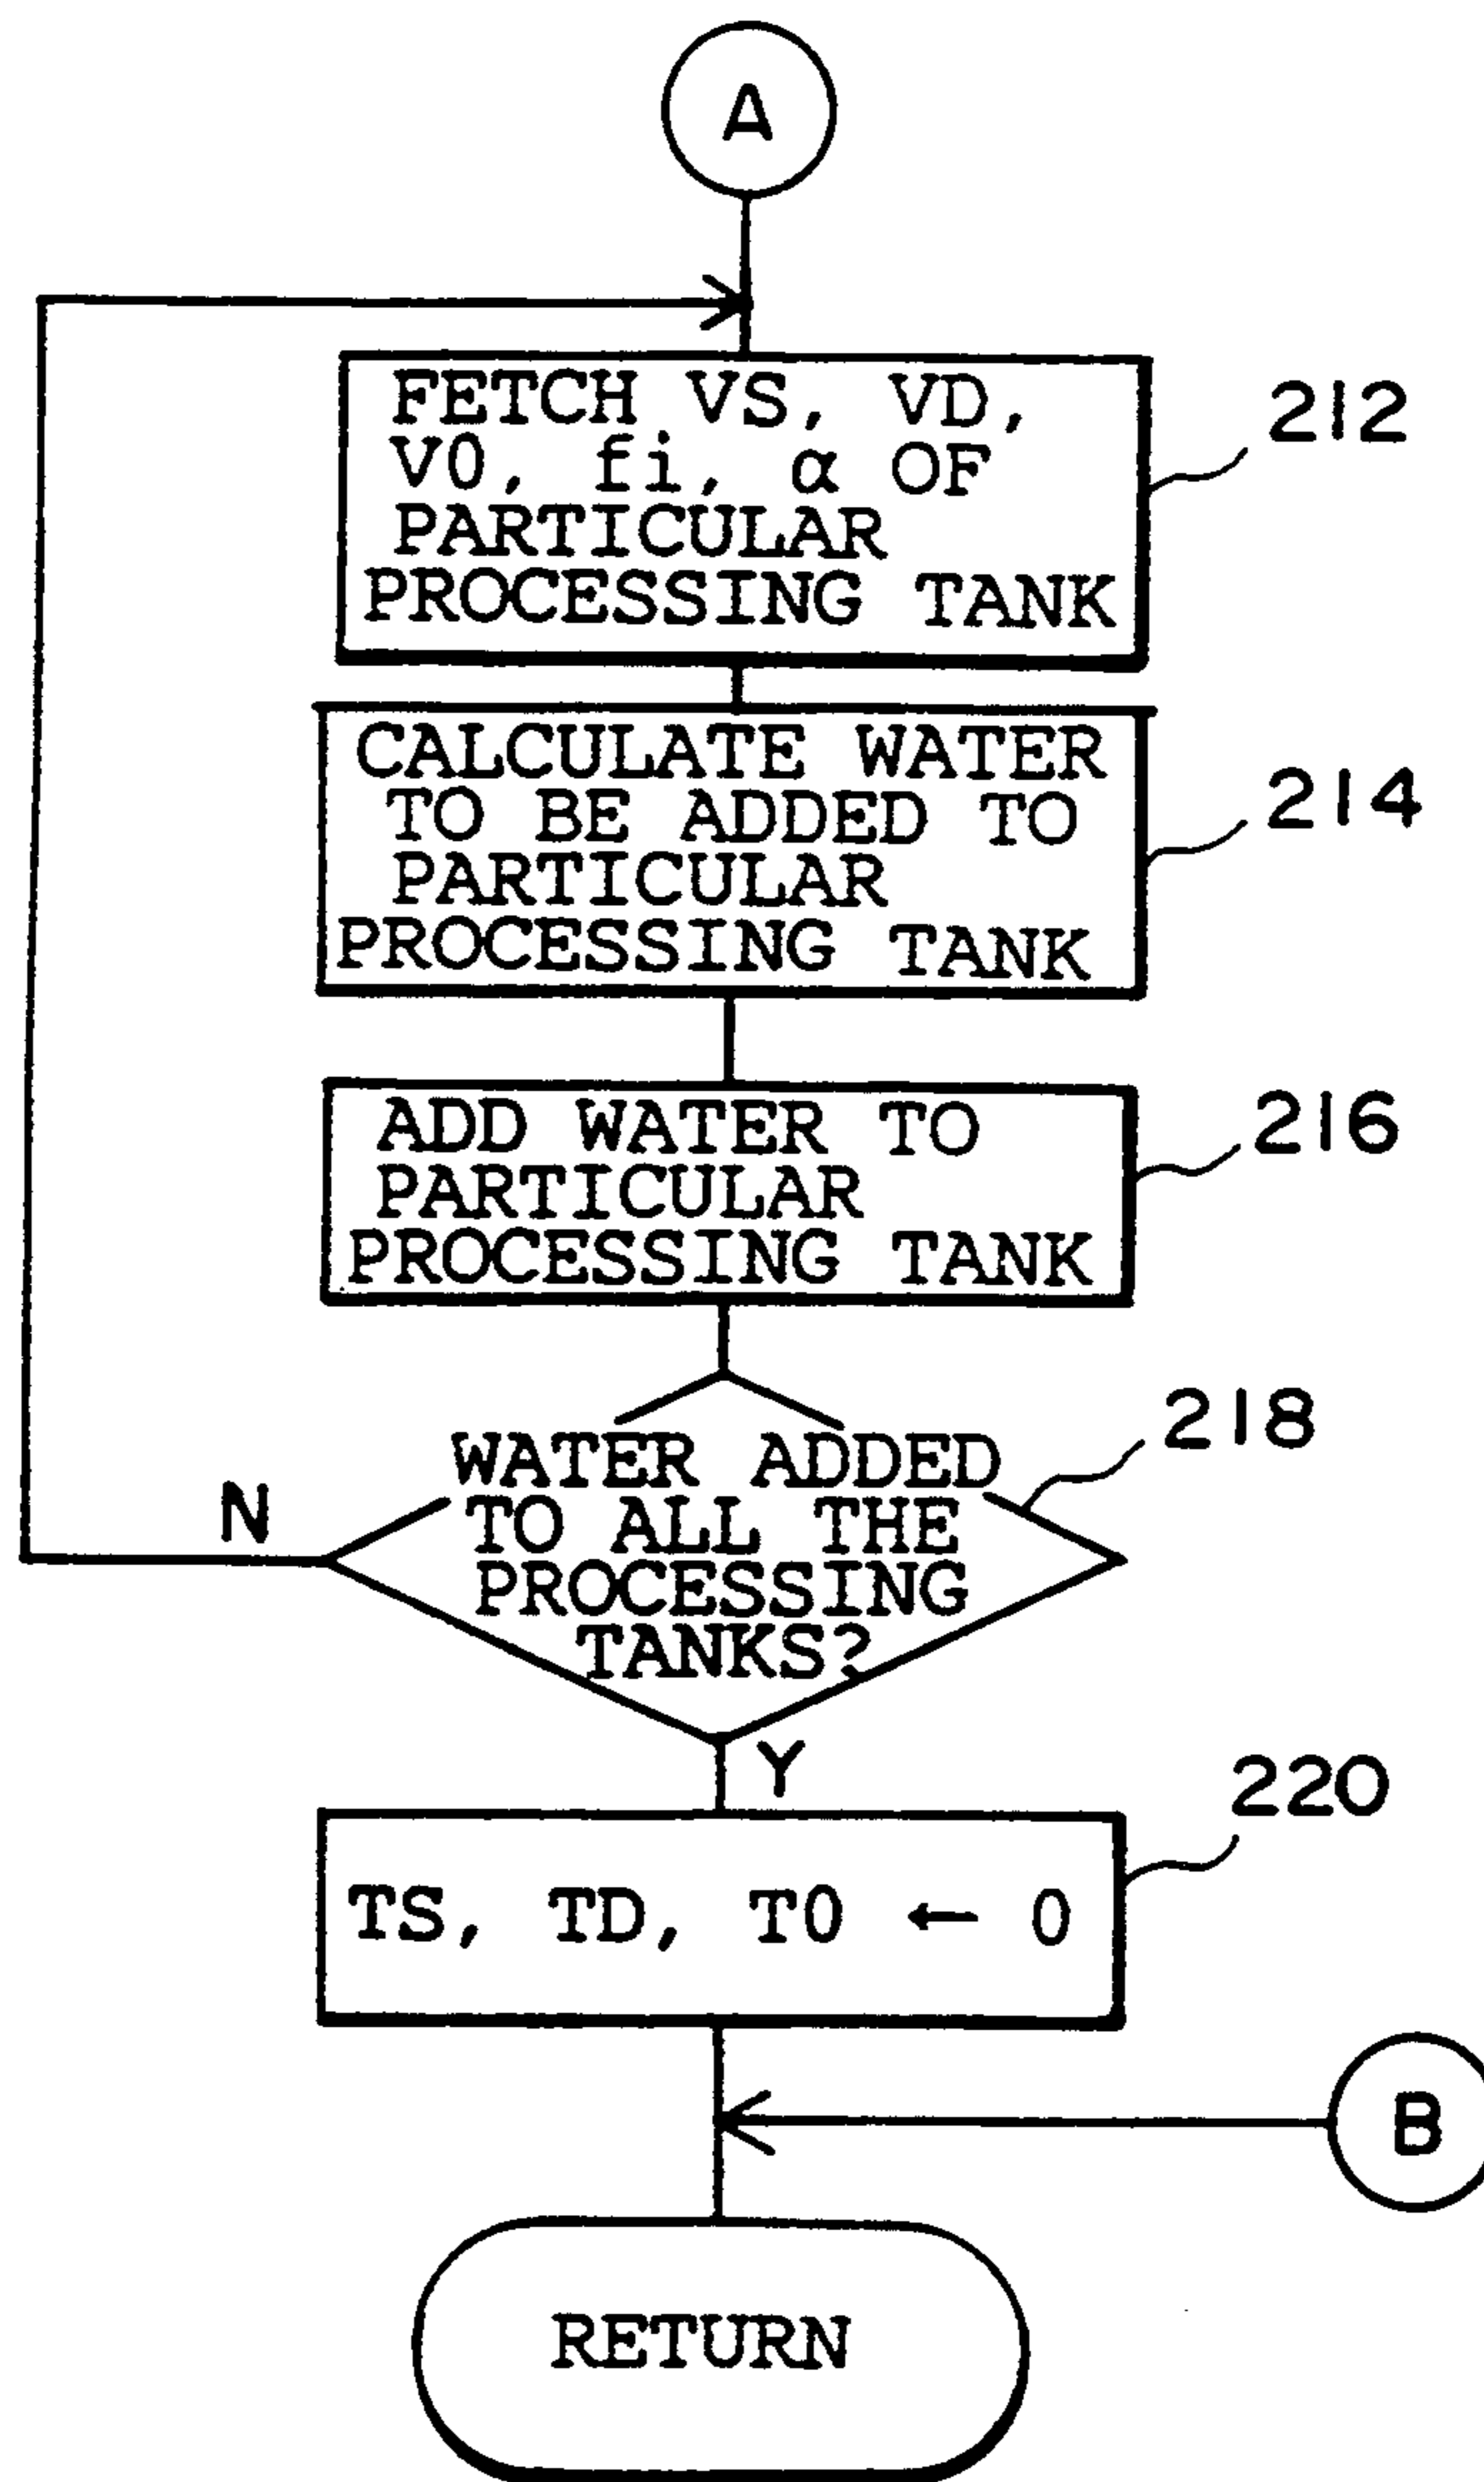 A
FETCH VS, VD,
V0, fi, α OF
PARTICULAR
PROCESSING TANK
212
CALCULATE WATER
TO BE ADDED TO
PARTICULAR
PROCESSING TANK
214
ADD WATER TO
PARTICULAR
PROCESSING TANK
216
WATER ADDED
TO ALL THE
PROCESSING
TANKS?
218
N
Y
220
TS, TD, T0 ← 0
B
RETURN